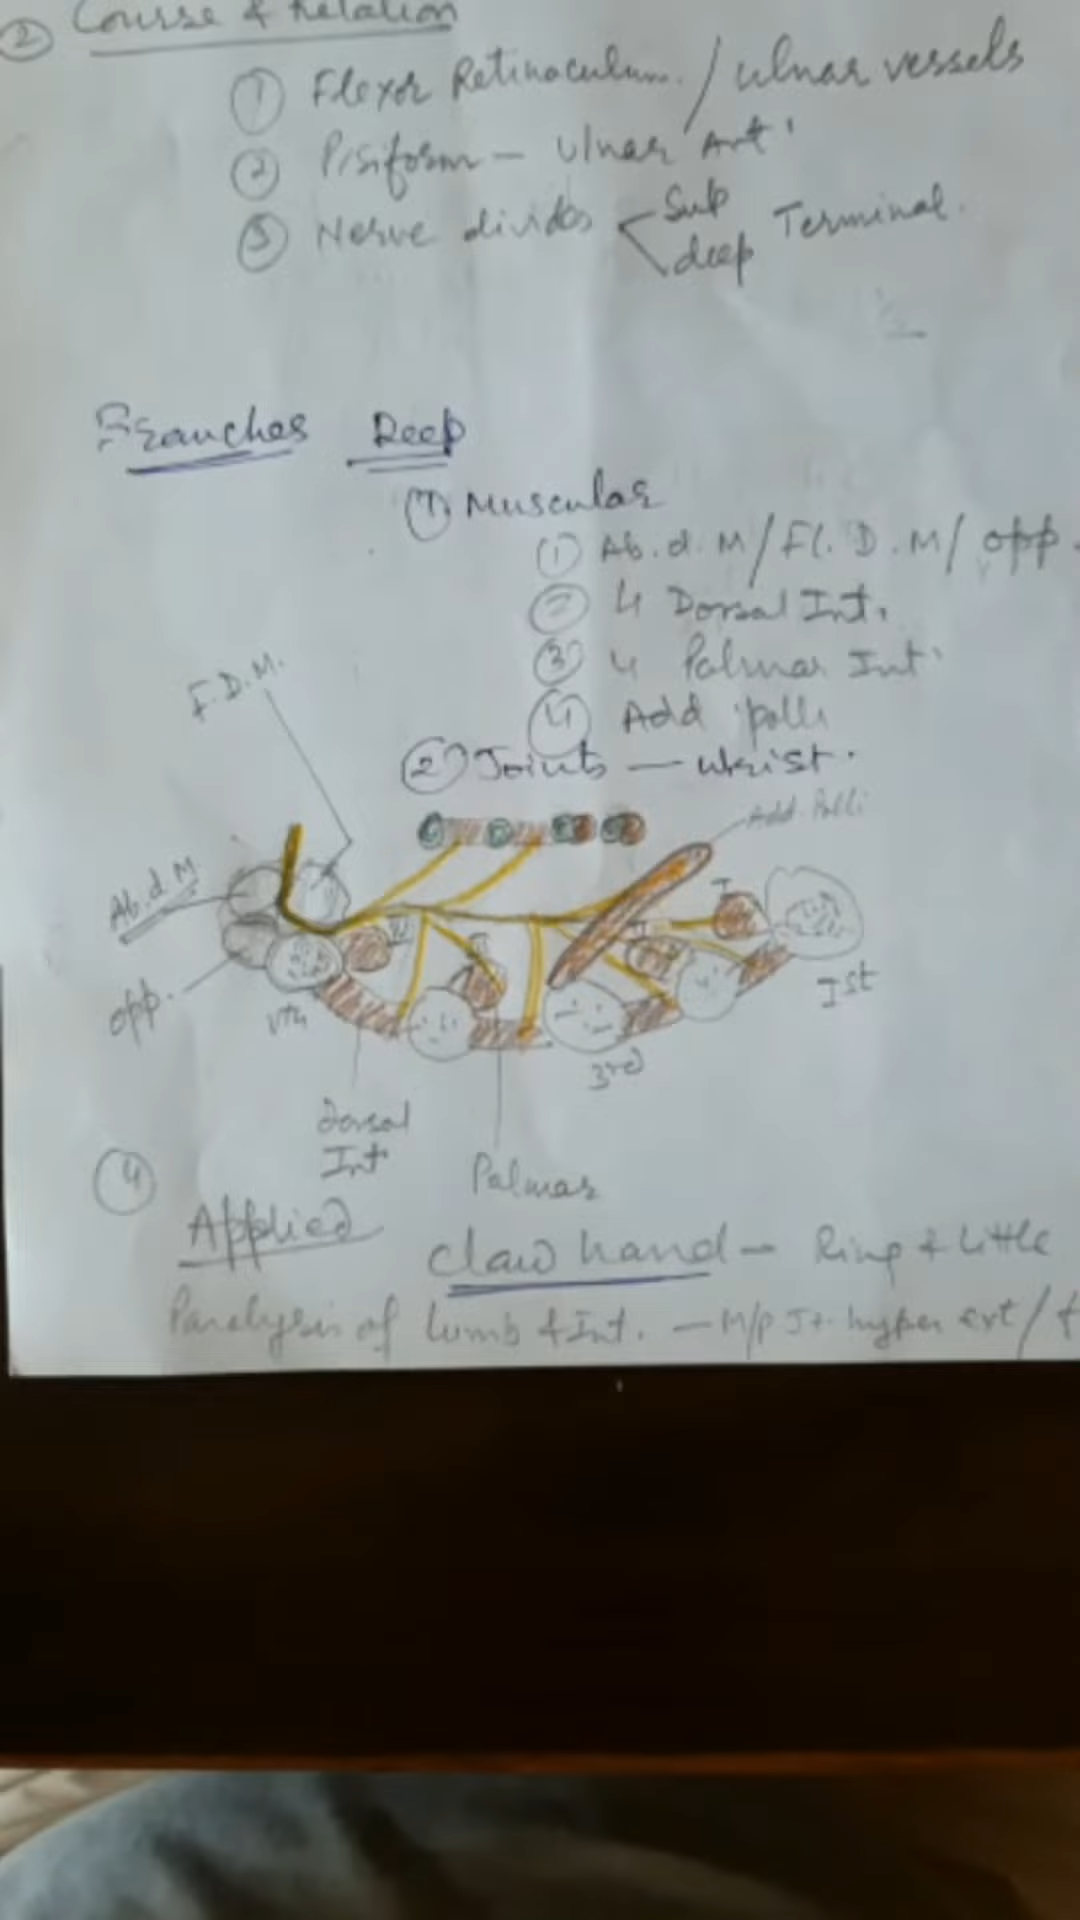 ② Course & Relation
① Flexor Retinaculum. / ulnar vessels
② Pisiform — Ulnar Art'
③ Nerve divides Sup deep Terminal.
Branches Deep
① Muscular
① Ab.d.M/Fl.D.M/opp.
② 4 Dorsal Int.
③ 4 Palmar Int'
④ Add polli
② Joints — wrist.
F.D.M.
Add. Polli
Ab.d.M
IV
III
II
I
opp.
Vth
3rd
Ist
Dorsal
Int
Palmar
④
Applied
Claw hand — Ring & Little
Paralysis of lumb & Int. — M/P Jt. hyper ext/f